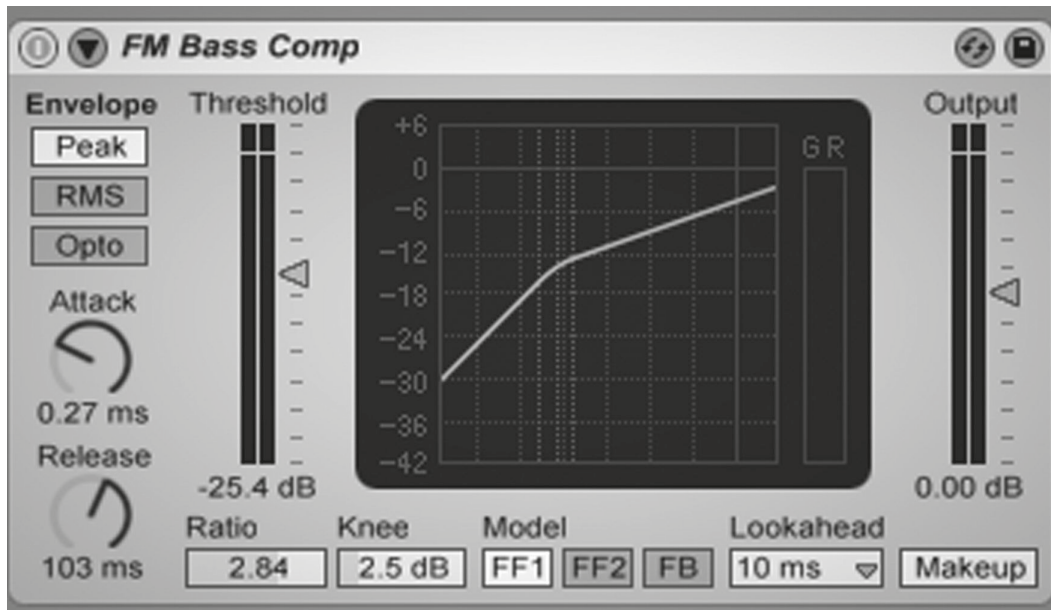 FM Bass Comp
Envelope
Peak
RMS
Opto
Attack
0.27 ms
Release
103 ms
Threshold
-25.4 dB
+6
0
-6
-12
-18
-24
-30
-36
-42
GR
Output
0.00 dB
Ratio
2.84
Knee
2.5 dB
Model
FF1 FF2 FB
Lookahead
10 ms
Makeup